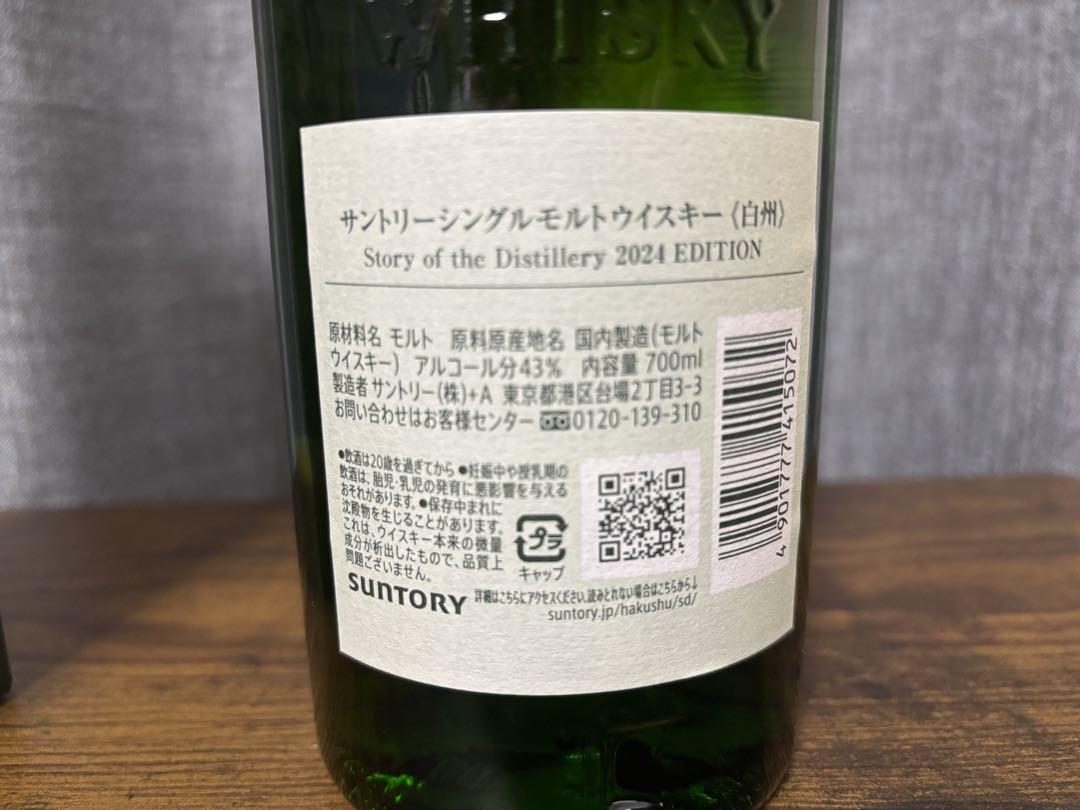 WHISKY
サントリーシングルモルトウイスキー《白州》
Story of the Distillery 2024 EDITION
原材料名 モルト 原料原産地名 国内製造(モルト
ウイスキー) アルコール分43% 内容量 700ml
製造者 サントリー(株)+A 東京都港区台場2丁目3-3
お問い合わせはお客様センター 0120-139-310
●飲酒は20歳を過ぎてから ●妊娠中や授乳期の
飲酒は、胎児・乳児の発育に悪影響を与える
おそれがあります。●保存中まれに
沈殿物を生じることがあります。
これは、ウイスキー本来の微量
成分が析出したもので、品質上
問題ございません。
プラ
キャップ
SUNTORY
詳細はこちらにアクセスください。読みとれない場合はこちらから↓
suntory.jp/hakushu/sd/
4901777415072